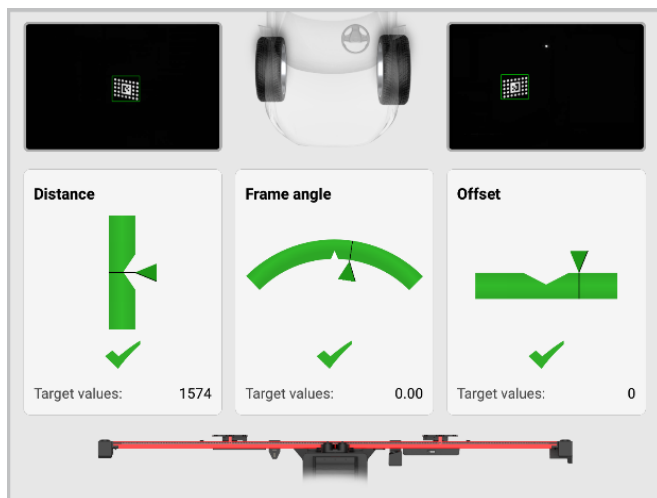 Distance
Frame angle
Offset
Target values: 1574
Target values: 0.00
Target values: 0